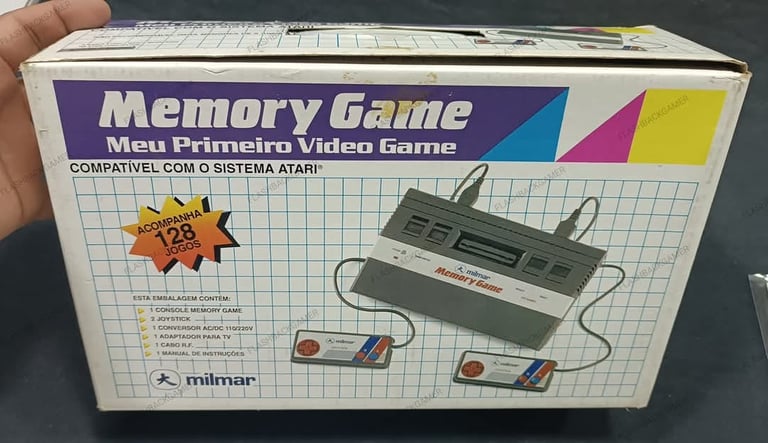 Memory Game
Meu Primeiro Video Game
COMPATÍVEL COM O SISTEMA ATARI®
ACOMPANHA
128
JOGOS
milmar
Memory Game
ESTA EMBALAGEM CONTÉM:
1 CONSOLE MEMORY GAME
2 JOYSTICK
1 CONVERSOR AC/DC 110/220V
1 ADAPTADOR PARA TV
1 CABO R.F.
1 MANUAL DE INSTRUÇÕES
milmar
FLASHBACKGAMER